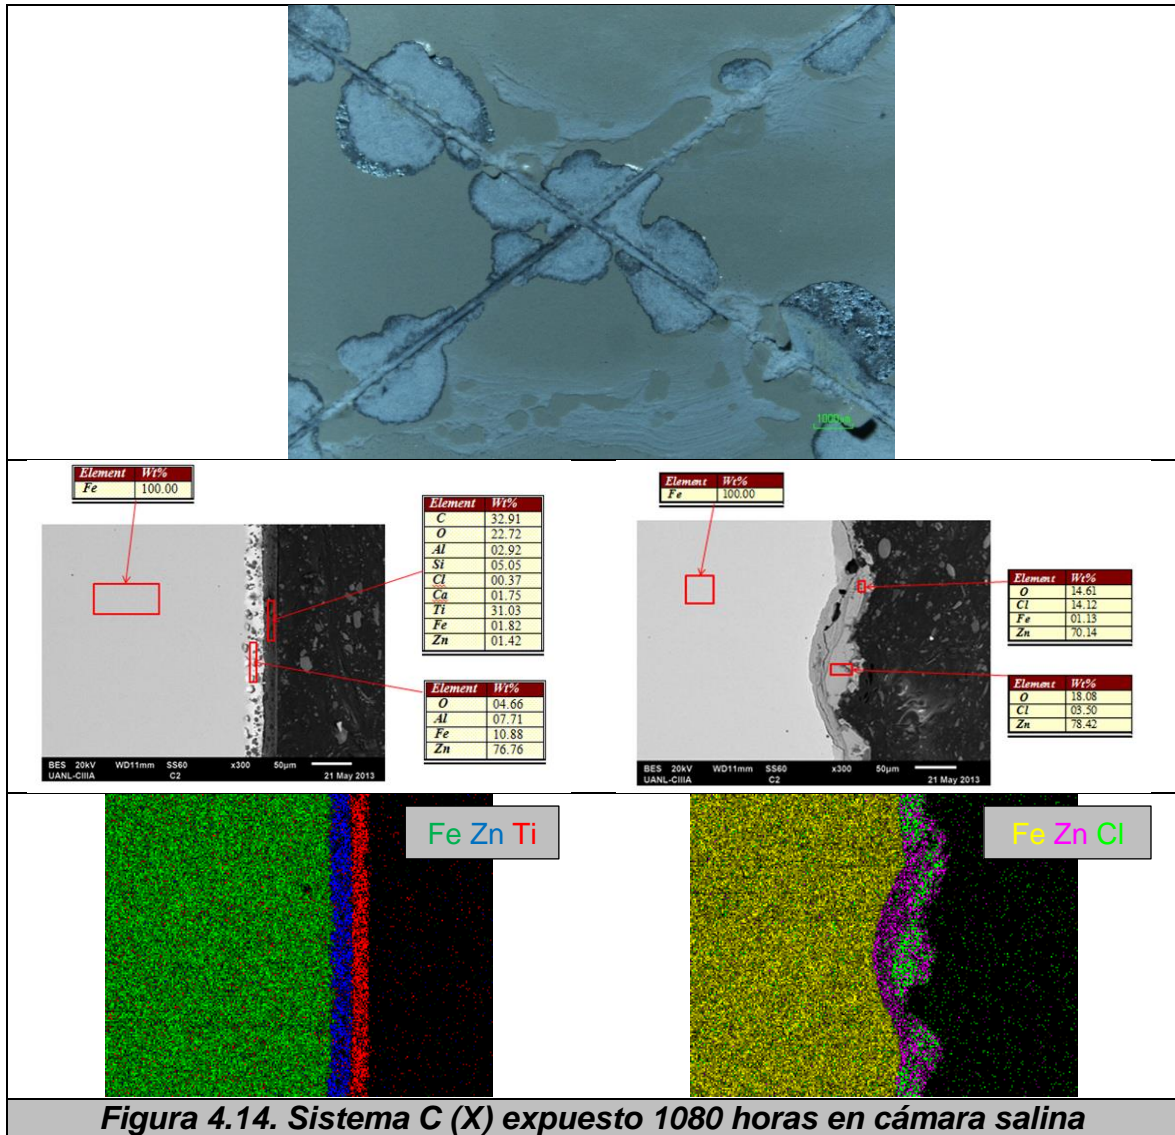 1000µm
Element Wt%
Fe 100.00
Element Wt%
C 32.91
O 22.72
Al 02.92
Si 05.05
Cl 00.37
Ca 01.75
Ti 31.03
Fe 01.82
Zn 01.42
Element Wt%
O 04.66
Al 07.71
Fe 10.88
Zn 76.76
BES 20kV WD11mm SS60 x300 50µm
UANL-CIIIA C2 21 May 2013
Element Wt%
Fe 100.00
Element Wt%
O 14.61
Cl 14.12
Fe 01.13
Zn 70.14
Element Wt%
O 18.08
Cl 03.50
Zn 78.42
BES 20kV WD11mm SS60 x300 50µm
UANL-CIIIA C2 21 May 2013
Fe Zn Ti
Fe Zn Cl
Figura 4.14. Sistema C (X) expuesto 1080 horas en cámara salina